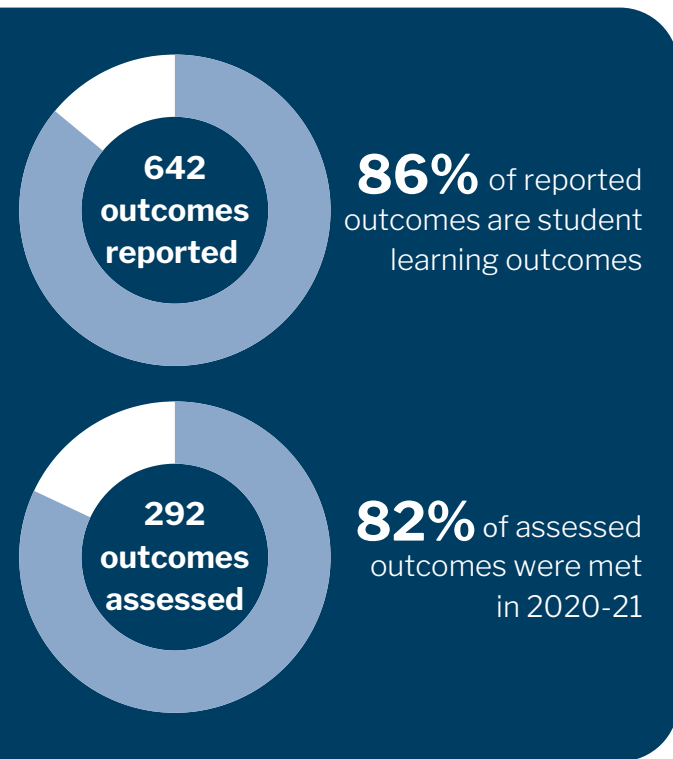 642
outcomes
reported
86% of reported
outcomes are student
learning outcomes
292
outcomes
assessed
82% of assessed
outcomes were met
in 2020-21